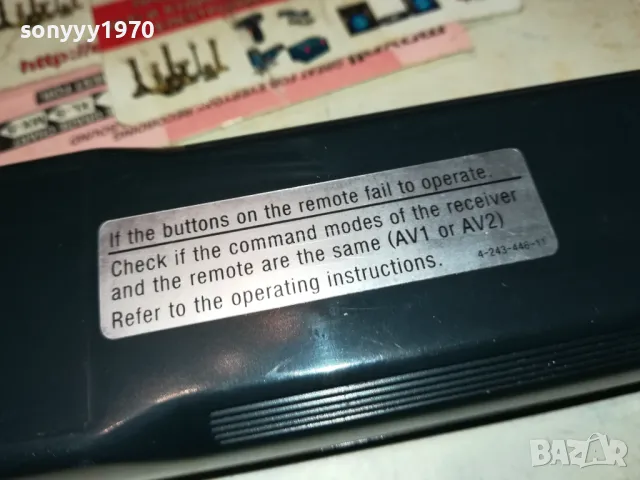 sonyyy1970
http://
If the buttons on the remote fail to operate.
Check if the command modes of the receiver
and the remote are the same (AV1 or AV2)
Refer to the operating instructions.
4-243-446-11
BAZAR